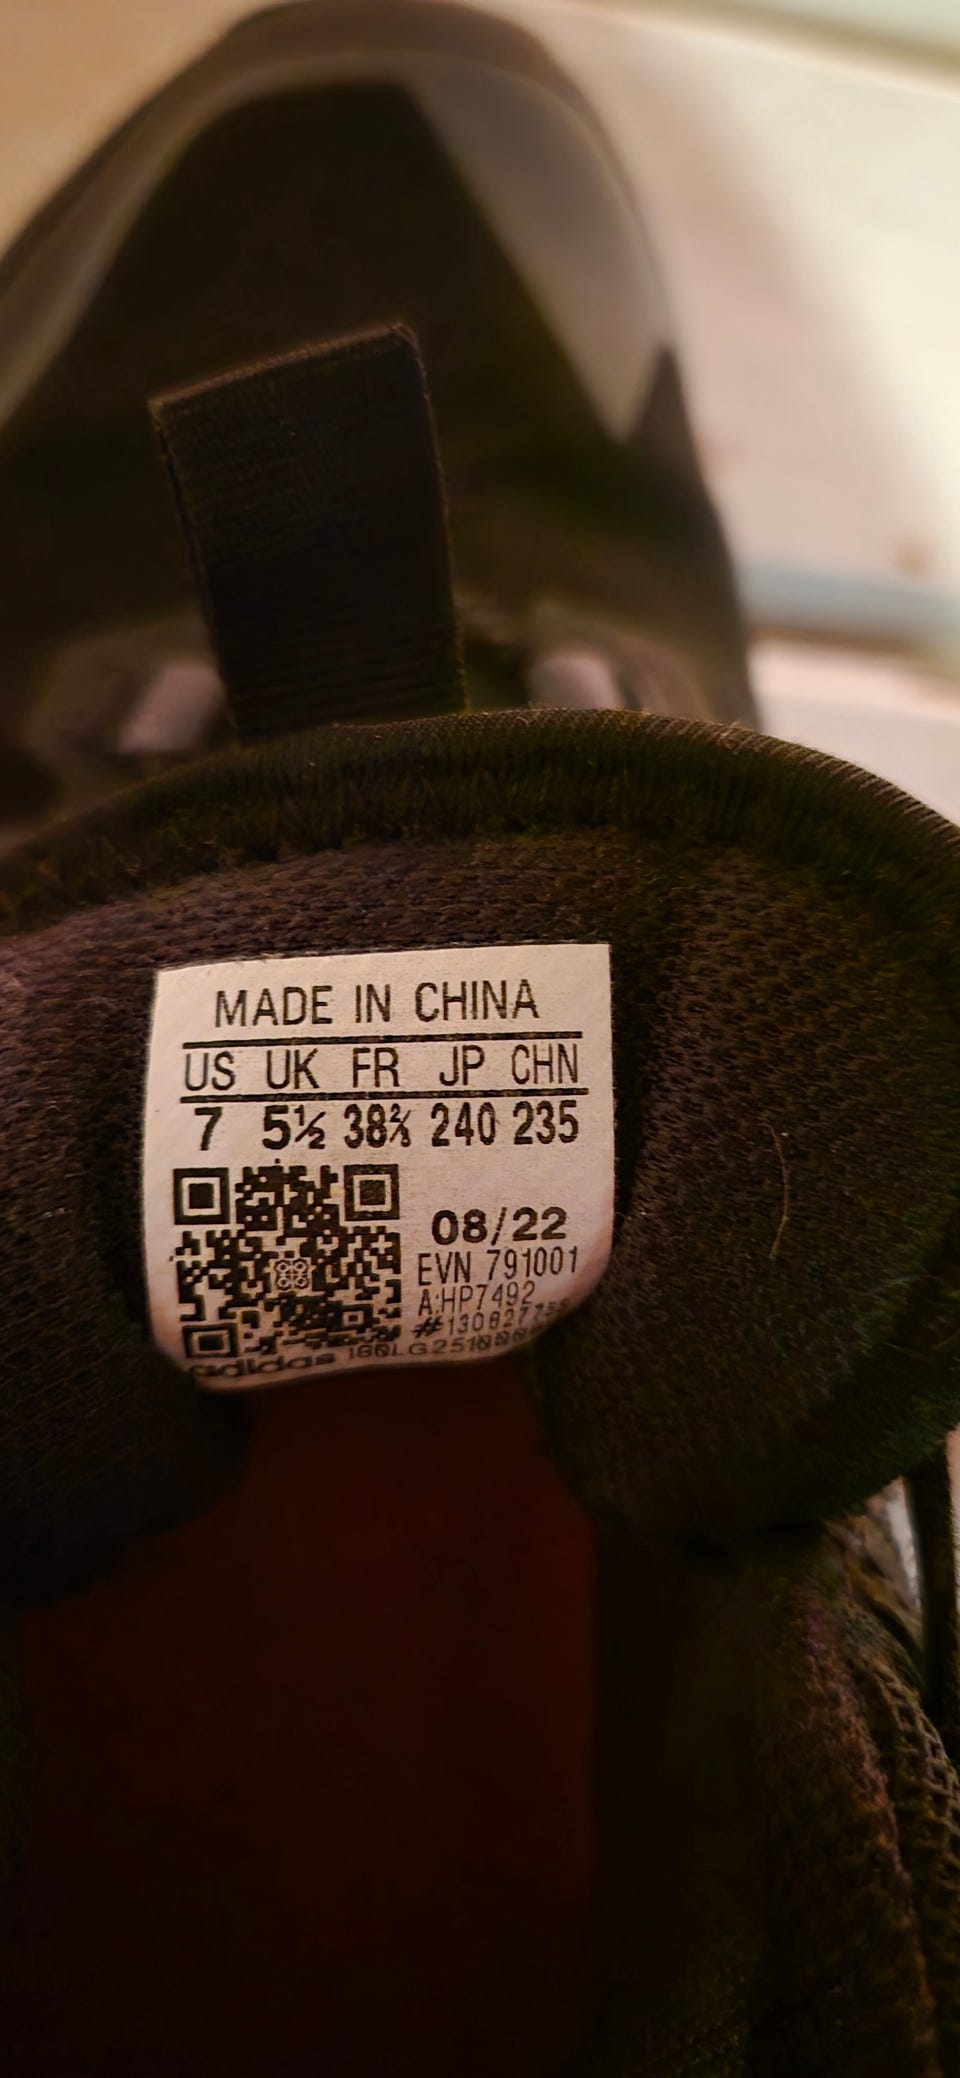 MADE IN CHINA
US UK FR JP CHN
7 5½ 38⅔ 240 235
08/22
EVN 791001
A:HP7492
adidas